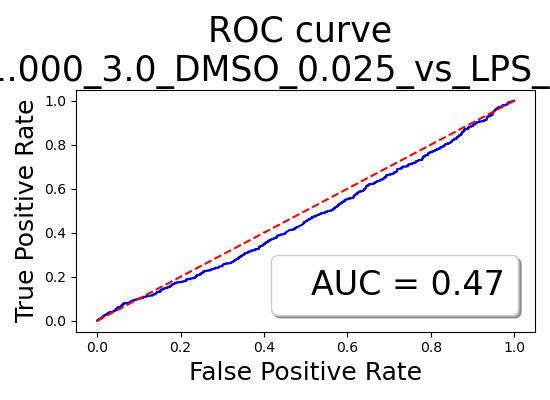 ROC curve
1.000_3.0_DMSO_0.025_vs_LPS_
True Positive Rate
1.0
0.8
0.6
0.4
0.2
0.0
AUC = 0.47
0.0 0.2 0.4 0.6 0.8 1.0
False Positive Rate